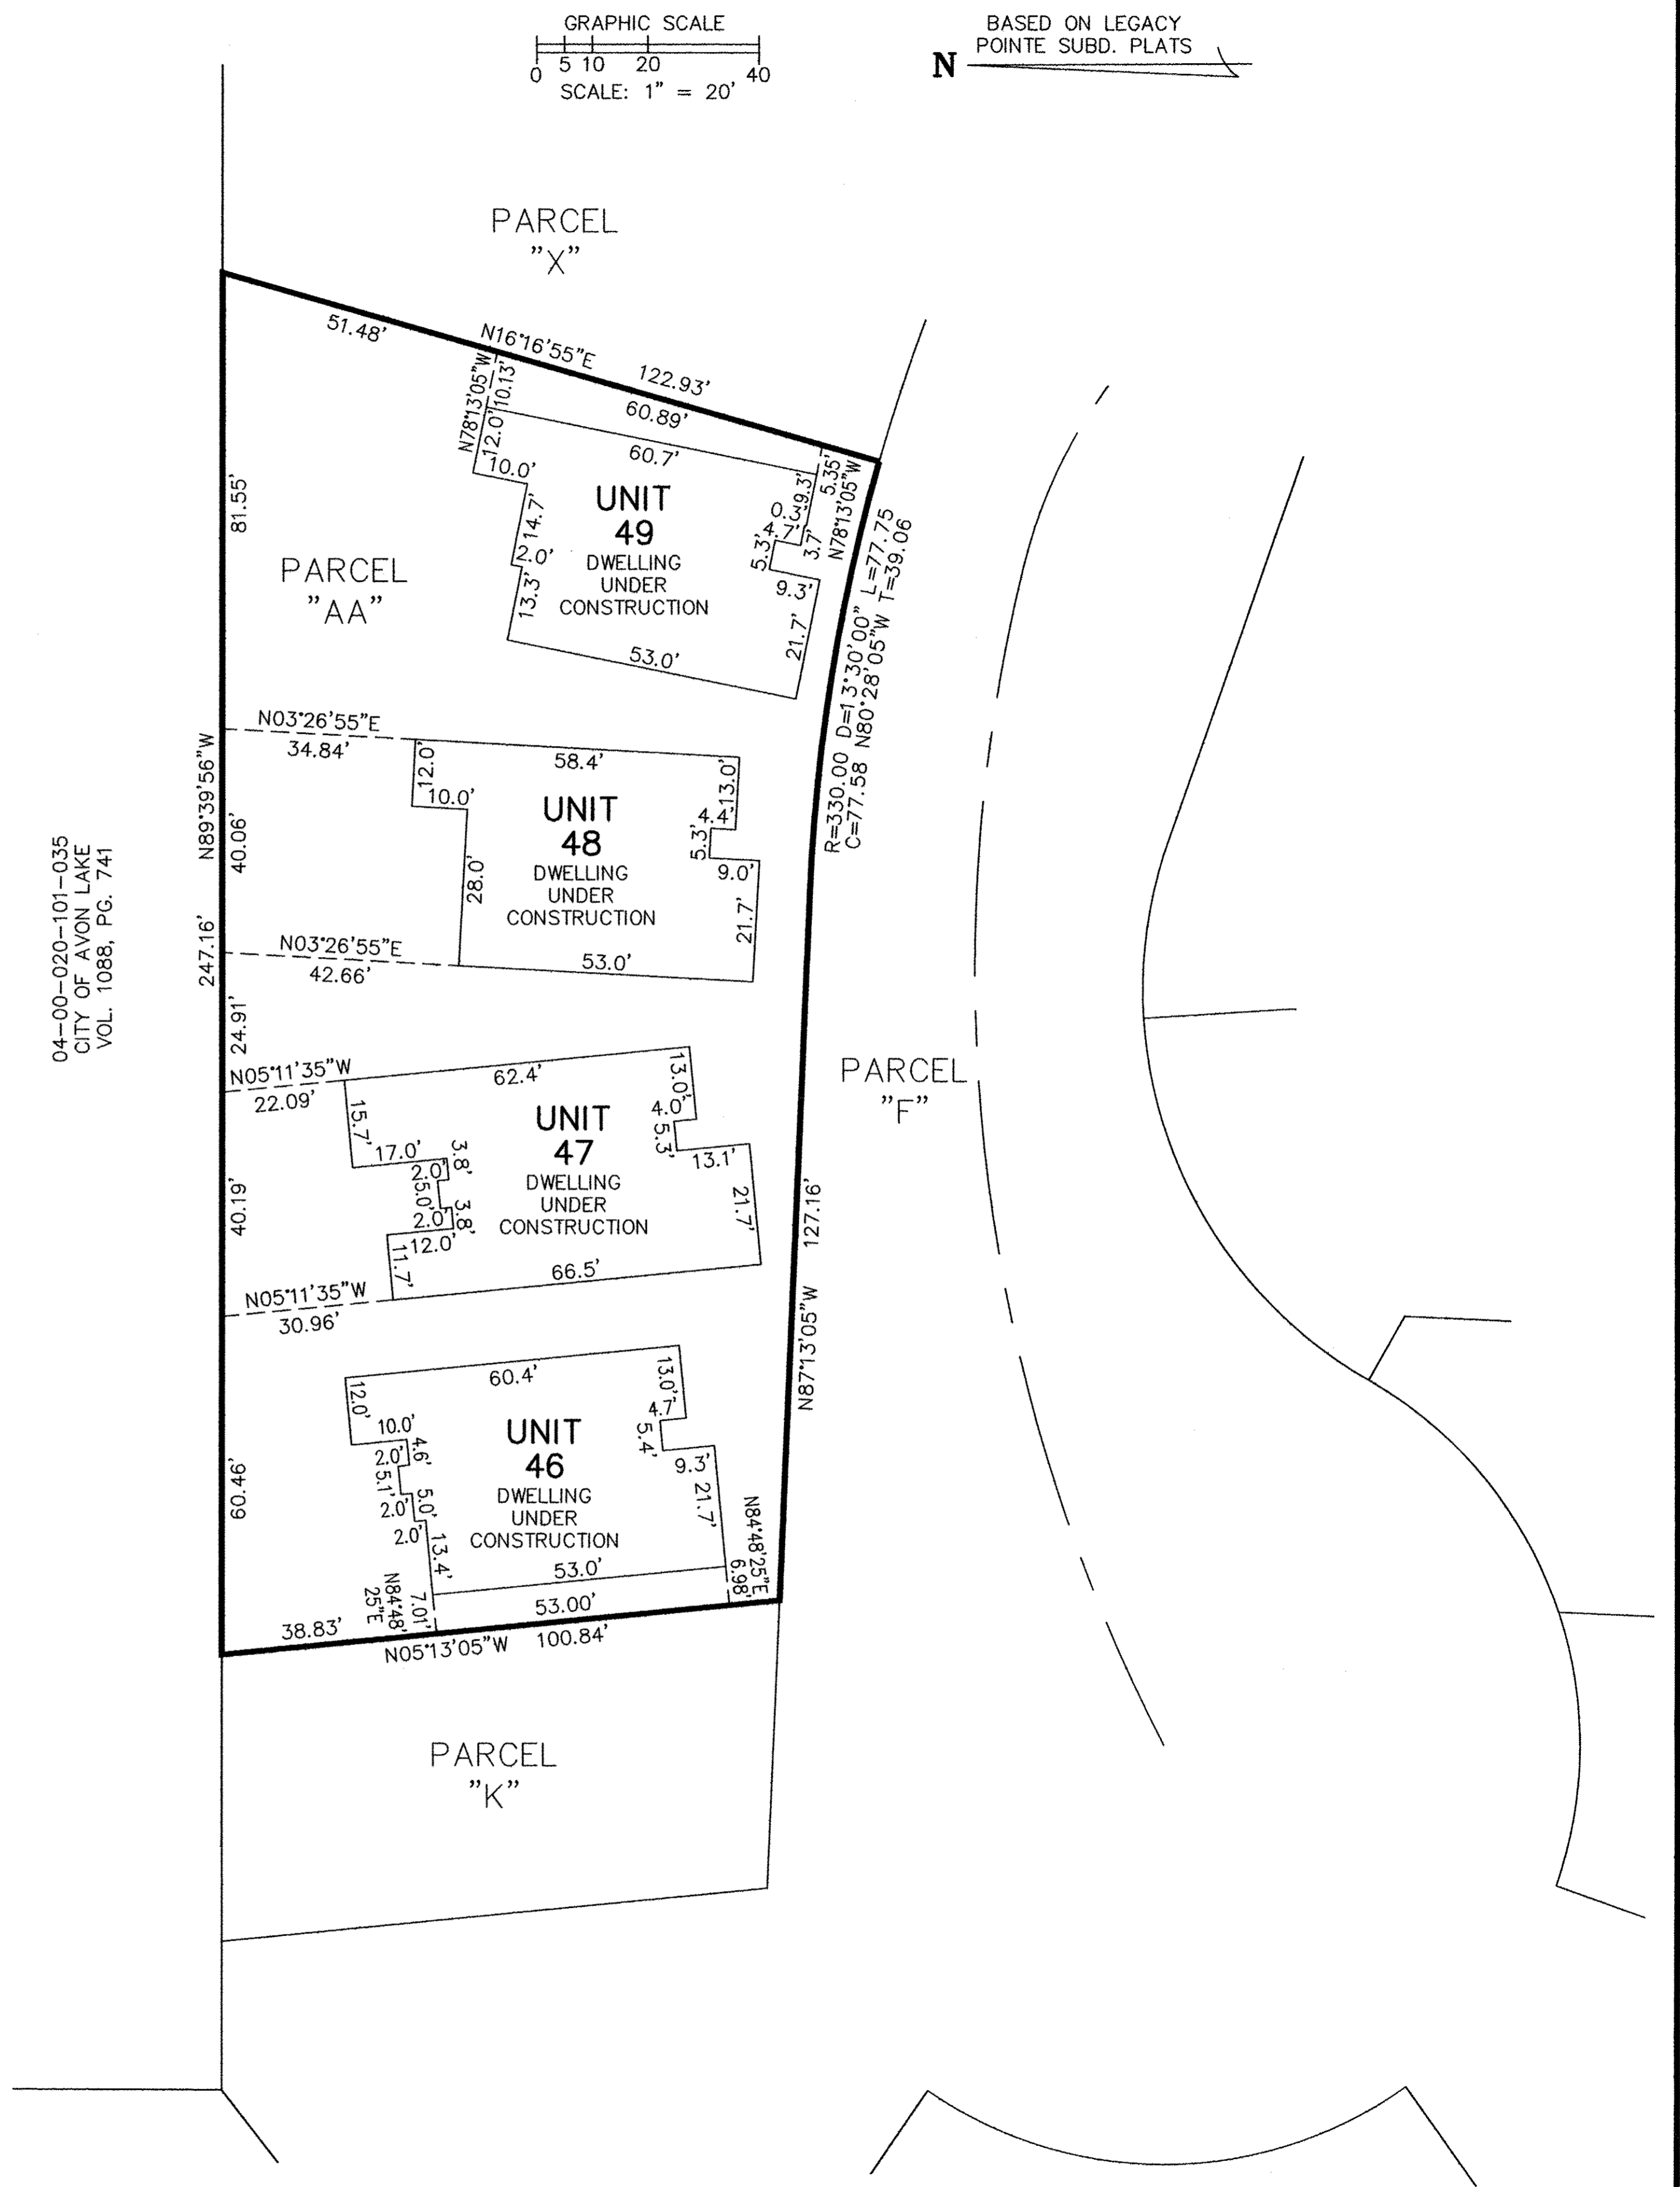 GRAPHIC SCALE
0 5 10 20 40
SCALE: 1" = 20'
BASED ON LEGACY
POINTE SUBD. PLATS
N
PARCEL
"X"
51.48'
N16°16'55"E
122.93'
60.89'
N78°13'05"W
10.13'
12.0'
60.7'
10.0'
UNIT
49
DWELLING
UNDER
CONSTRUCTION
14.7'
2.0'
13.3'
53.0'
9.3'
0.3'
4.7'
5.3'
3.7'
9.3'
21.7'
5.35'
N78°13'05"W
R=330.00 D=13°30'00" L=77.75
C=77.58 N80°28'05"W T=39.06
81.55'
PARCEL
"AA"
N03°26'55"E
34.84'
12.0'
58.4'
13.0'
10.0'
UNIT
48
DWELLING
UNDER
CONSTRUCTION
4.4'
5.3'
9.0'
28.0'
21.7'
53.0'
N89°39'56"W
247.16'
40.06'
N03°26'55"E
42.66'
24.91'
04-00-020-101-035
CITY OF AVON LAKE
VOL. 1088, PG. 741
N05°11'35"W
22.09'
62.4'
13.0'
4.0'
5.3'
13.1'
15.7'
17.0'
3.8'
2.0'
5.0'
3.8'
2.0'
12.0'
11.7'
UNIT
47
DWELLING
UNDER
CONSTRUCTION
21.7'
66.5'
PARCEL
"F"
40.19'
N05°11'35"W
30.96'
N87°13'05"W 127.16'
60.4'
13.0'
12.0'
10.0'
4.6'
2.0'
5.1'
5.0'
2.0'
2.0'
13.4'
UNIT
46
DWELLING
UNDER
CONSTRUCTION
4.7'
5.4'
9.3'
21.7'
53.0'
60.46'
N84°48'25"E
6.98'
N84°48'
25"E
7.01'
53.00'
38.83'
N05°13'05"W 100.84'
PARCEL
"K"